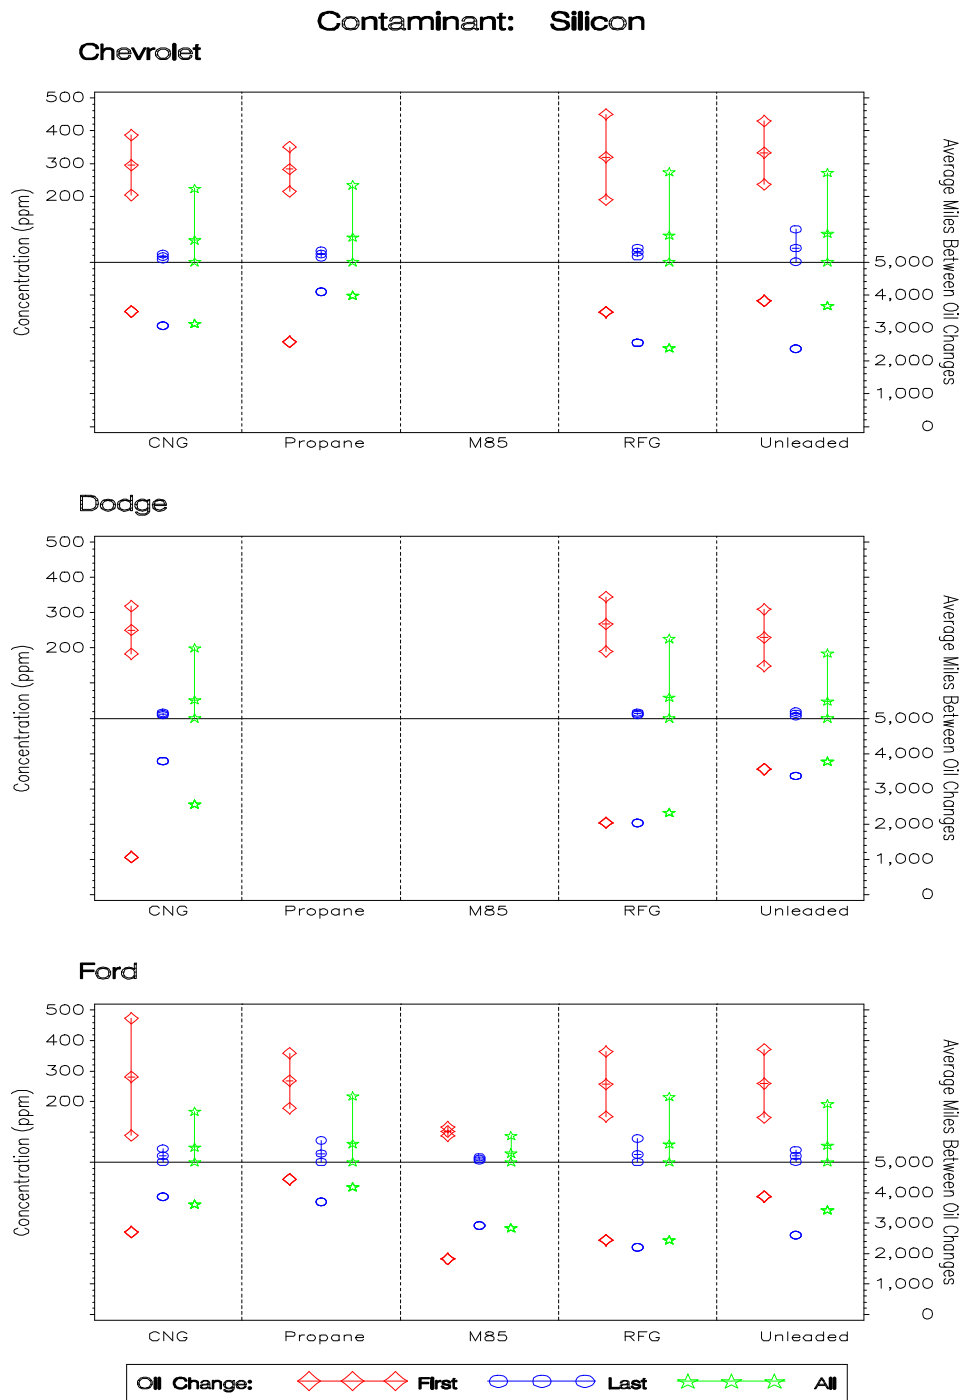 Contaminant: Silicon
Chevrolet
500
400
300
200
Concentration (ppm)
5,000
4,000
3,000
2,000
1,000
0
Average Miles Between Oil Changes
CNG Propane M85 RFG Unleaded
Dodge
500
400
300
200
Concentration (ppm)
5,000
4,000
3,000
2,000
1,000
0
Average Miles Between Oil Changes
CNG Propane M85 RFG Unleaded
Ford
500
400
300
200
Concentration (ppm)
5,000
4,000
3,000
2,000
1,000
0
Average Miles Between Oil Changes
CNG Propane M85 RFG Unleaded
Oil Change: First Last All